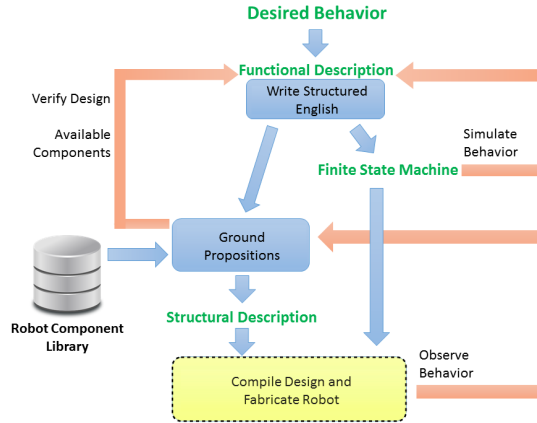 Desired Behavior
Functional Description
Write Structured
English
Verify Design
Available
Components
Simulate
Behavior
Finite State Machine
Ground
Propositions
Robot Component
Library
Structural Description
Compile Design and
Fabricate Robot
Observe
Behavior